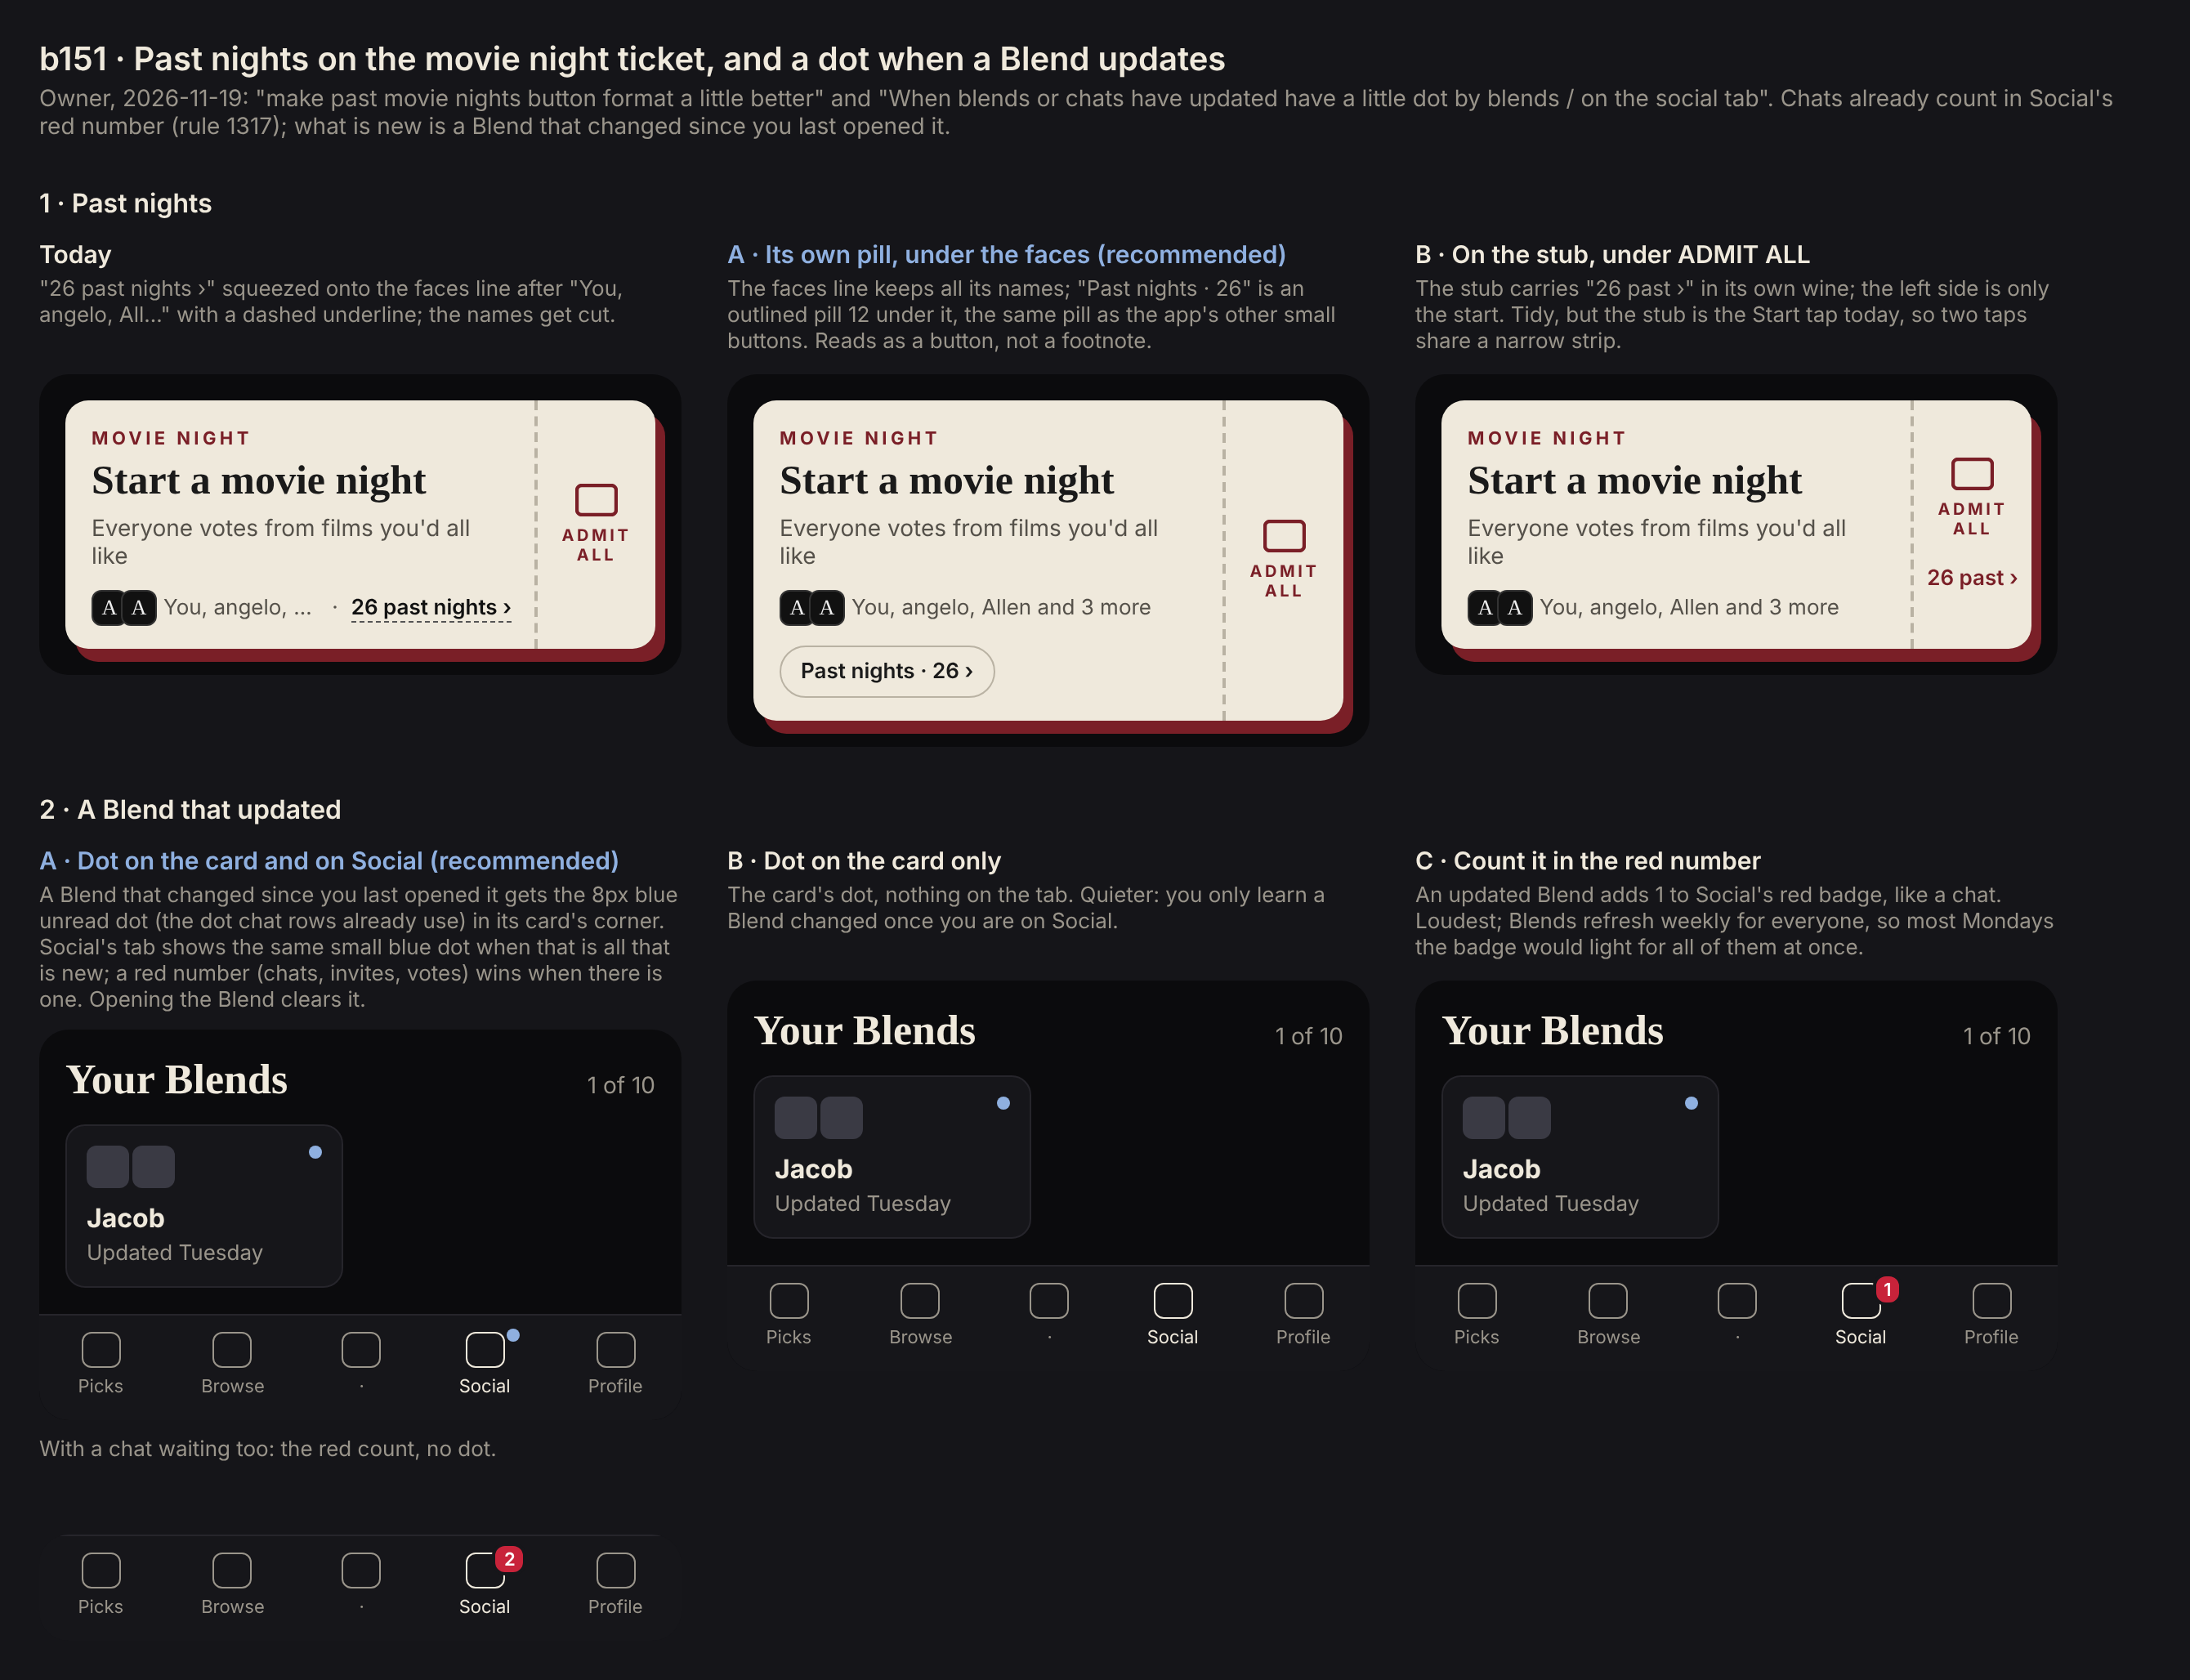 b151 · Past nights on the movie night ticket, and a dot when a Blend updates
Owner, 2026-11-19: "make past movie nights button format a little better" and "When blends or chats have updated have a little dot by blends / on the social tab". Chats already count in Social's
red number (rule 1317); what is new is a Blend that changed since you last opened it.
1 · Past nights
Today
"26 past nights ›" squeezed onto the faces line after "You,
angelo, All..." with a dashed underline; the names get cut.
MOVIE NIGHT
Start a movie night
Everyone votes from films you'd all
like
A A You, angelo, ... · 26 past nights ›
ADMIT
ALL
A · Its own pill, under the faces (recommended)
The faces line keeps all its names; "Past nights · 26" is an
outlined pill 12 under it, the same pill as the app's other small
buttons. Reads as a button, not a footnote.
MOVIE NIGHT
Start a movie night
Everyone votes from films you'd all
like
A A You, angelo, Allen and 3 more
Past nights · 26 ›
ADMIT
ALL
B · On the stub, under ADMIT ALL
The stub carries "26 past ›" in its own wine; the left side is only
the start. Tidy, but the stub is the Start tap today, so two taps
share a narrow strip.
MOVIE NIGHT
Start a movie night
Everyone votes from films you'd all
like
A A You, angelo, Allen and 3 more
ADMIT
ALL
26 past ›
2 · A Blend that updated
A · Dot on the card and on Social (recommended)
A Blend that changed since you last opened it gets the 8px blue
unread dot (the dot chat rows already use) in its card's corner.
Social's tab shows the same small blue dot when that is all that
is new; a red number (chats, invites, votes) wins when there is
one. Opening the Blend clears it.
Your Blends 1 of 10
Jacob
Updated Tuesday
Picks Browse · Social Profile
With a chat waiting too: the red count, no dot.
2
Picks Browse · Social Profile
B · Dot on the card only
The card's dot, nothing on the tab. Quieter: you only learn a
Blend changed once you are on Social.
Your Blends 1 of 10
Jacob
Updated Tuesday
Picks Browse · Social Profile
C · Count it in the red number
An updated Blend adds 1 to Social's red badge, like a chat.
Loudest; Blends refresh weekly for everyone, so most Mondays
the badge would light for all of them at once.
Your Blends 1 of 10
Jacob
Updated Tuesday
1
Picks Browse · Social Profile